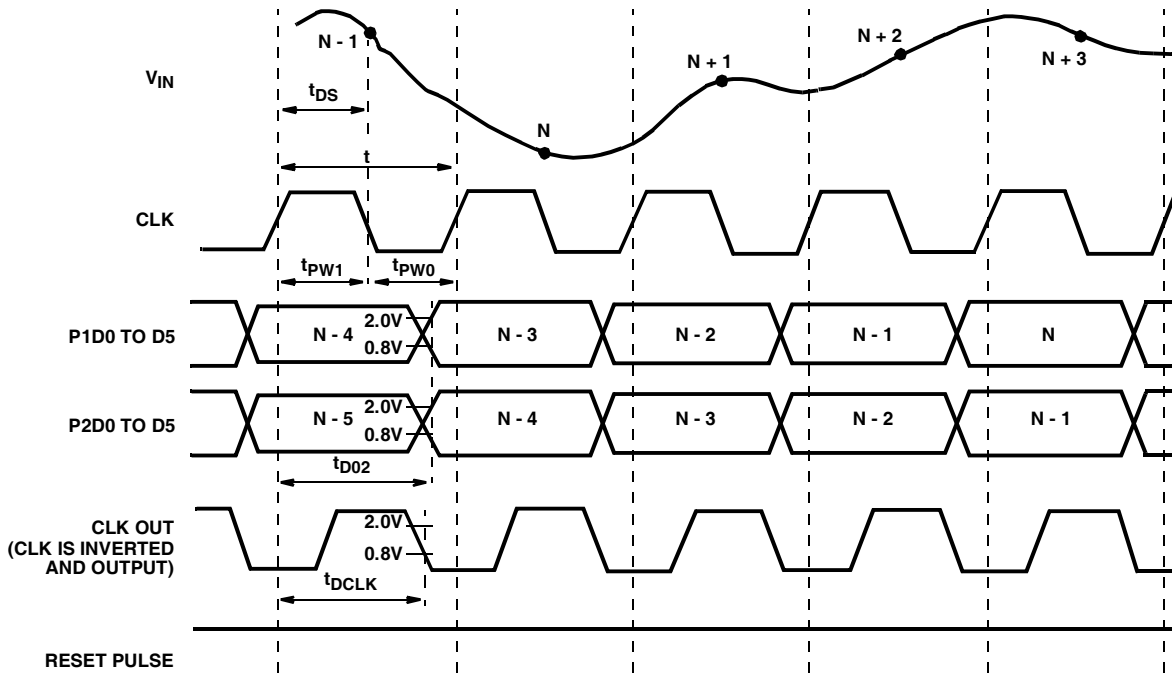 N - 1
N + 2
N + 1
N + 3
VIN
tDS
N
t
CLK
tPW1
tPW0
P1D0 TO D5
N - 4
2.0V
0.8V
N - 3
N - 2
N - 1
N
P2D0 TO D5
N - 5
2.0V
0.8V
N - 4
N - 3
N - 2
N - 1
tD02
CLK OUT
(CLK IS INVERTED
AND OUTPUT)
2.0V
0.8V
tDCLK
RESET PULSE